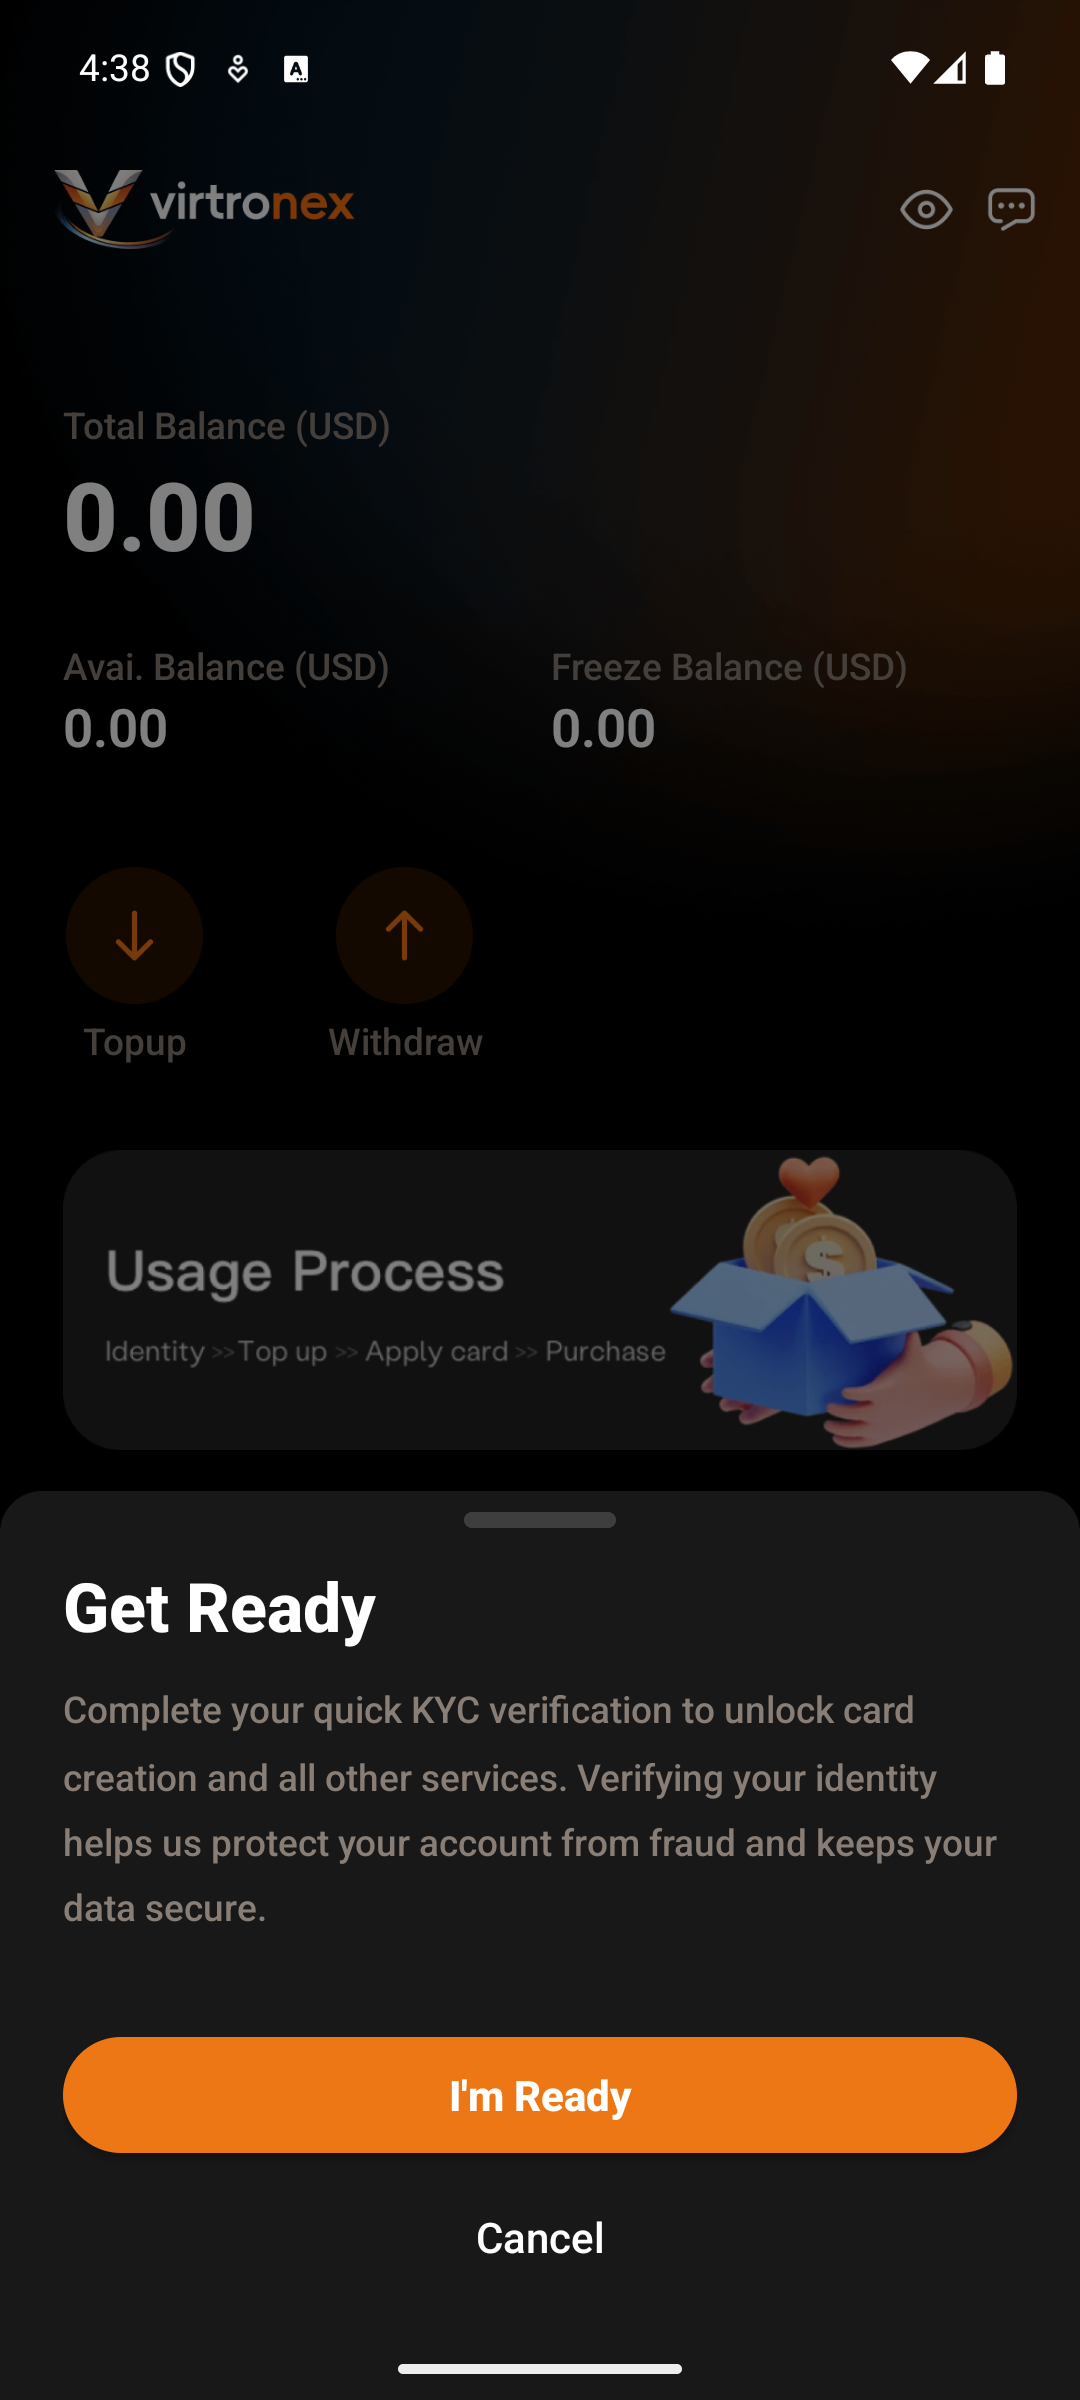 4:38
virtronex
Total Balance (USD)
0.00
Avai. Balance (USD)
Freeze Balance (USD)
0.00
0.00
Topup
Withdraw
Usage Process
Identity >> Top up >> Apply card >> Purchase
Get Ready
Complete your quick KYC verification to unlock card
creation and all other services. Verifying your identity
helps us protect your account from fraud and keeps your
data secure.
I'm Ready
Cancel